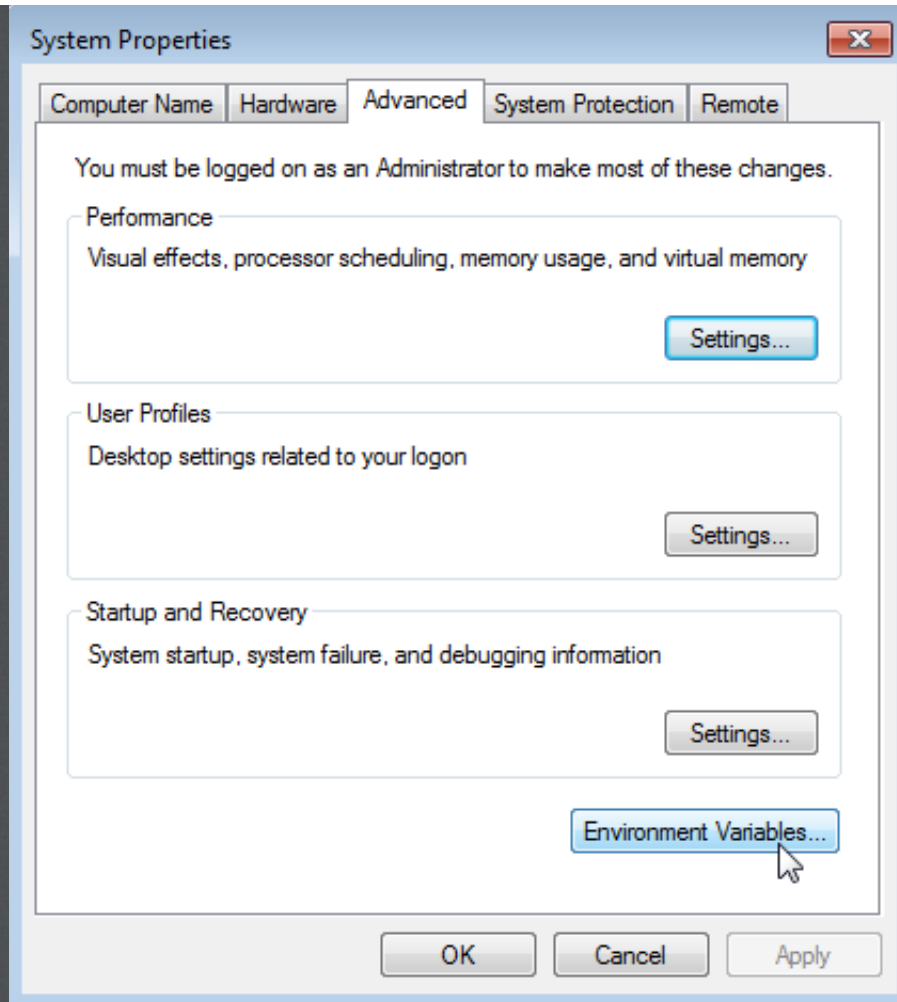 System Properties
Computer Name Hardware Advanced System Protection Remote
You must be logged on as an Administrator to make most of these changes.
Performance
Visual effects, processor scheduling, memory usage, and virtual memory
Settings...
User Profiles
Desktop settings related to your logon
Settings...
Startup and Recovery
System startup, system failure, and debugging information
Settings...
Environment Variables...
OK Cancel Apply